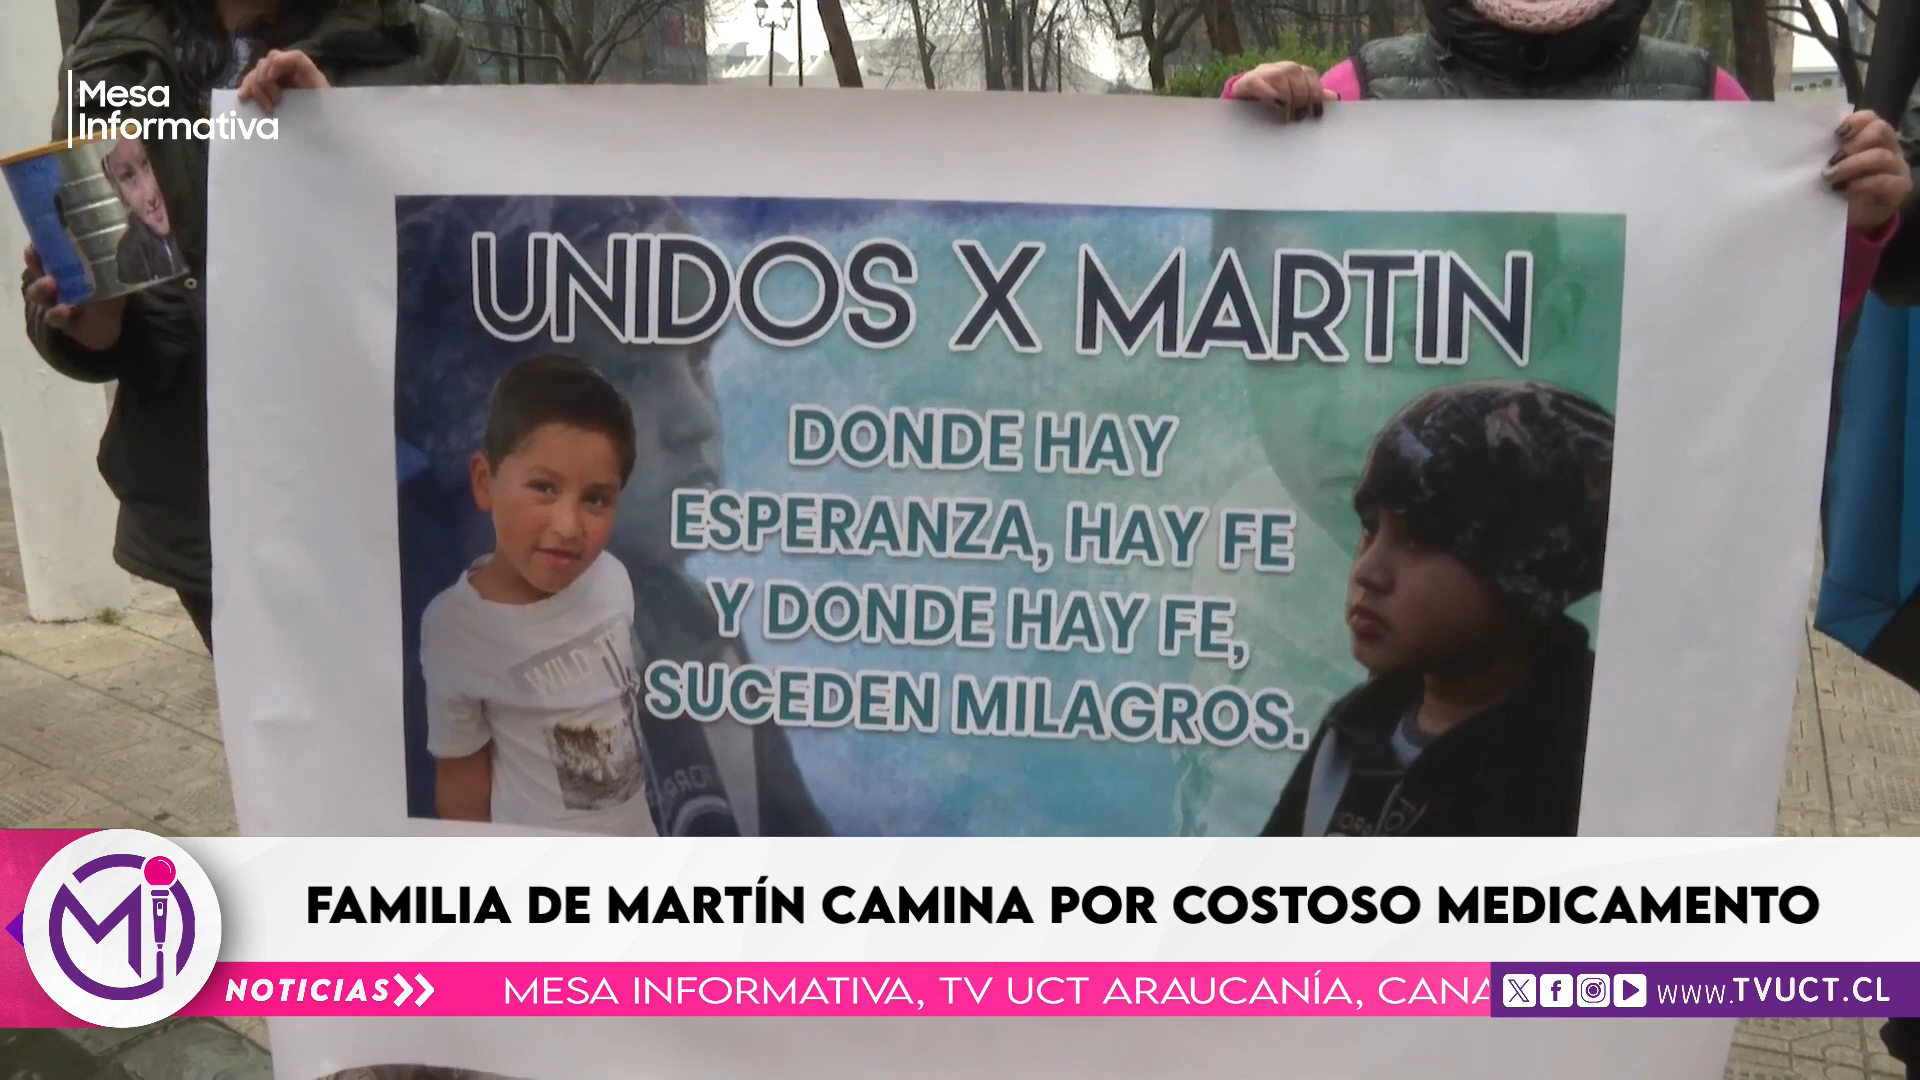 Mesa
Informativa
UNIDOS X MARTIN
DONDE HAY
ESPERANZA, HAY FE
Y DONDE HAY FE,
SUCEDEN MILAGROS.
FAMILIA DE MARTÍN CAMINA POR COSTOSO MEDICAMENTO
NOTICIAS
MESA INFORMATIVA, TV UCT ARAUCANÍA, CANA
www.TVUCT.CL